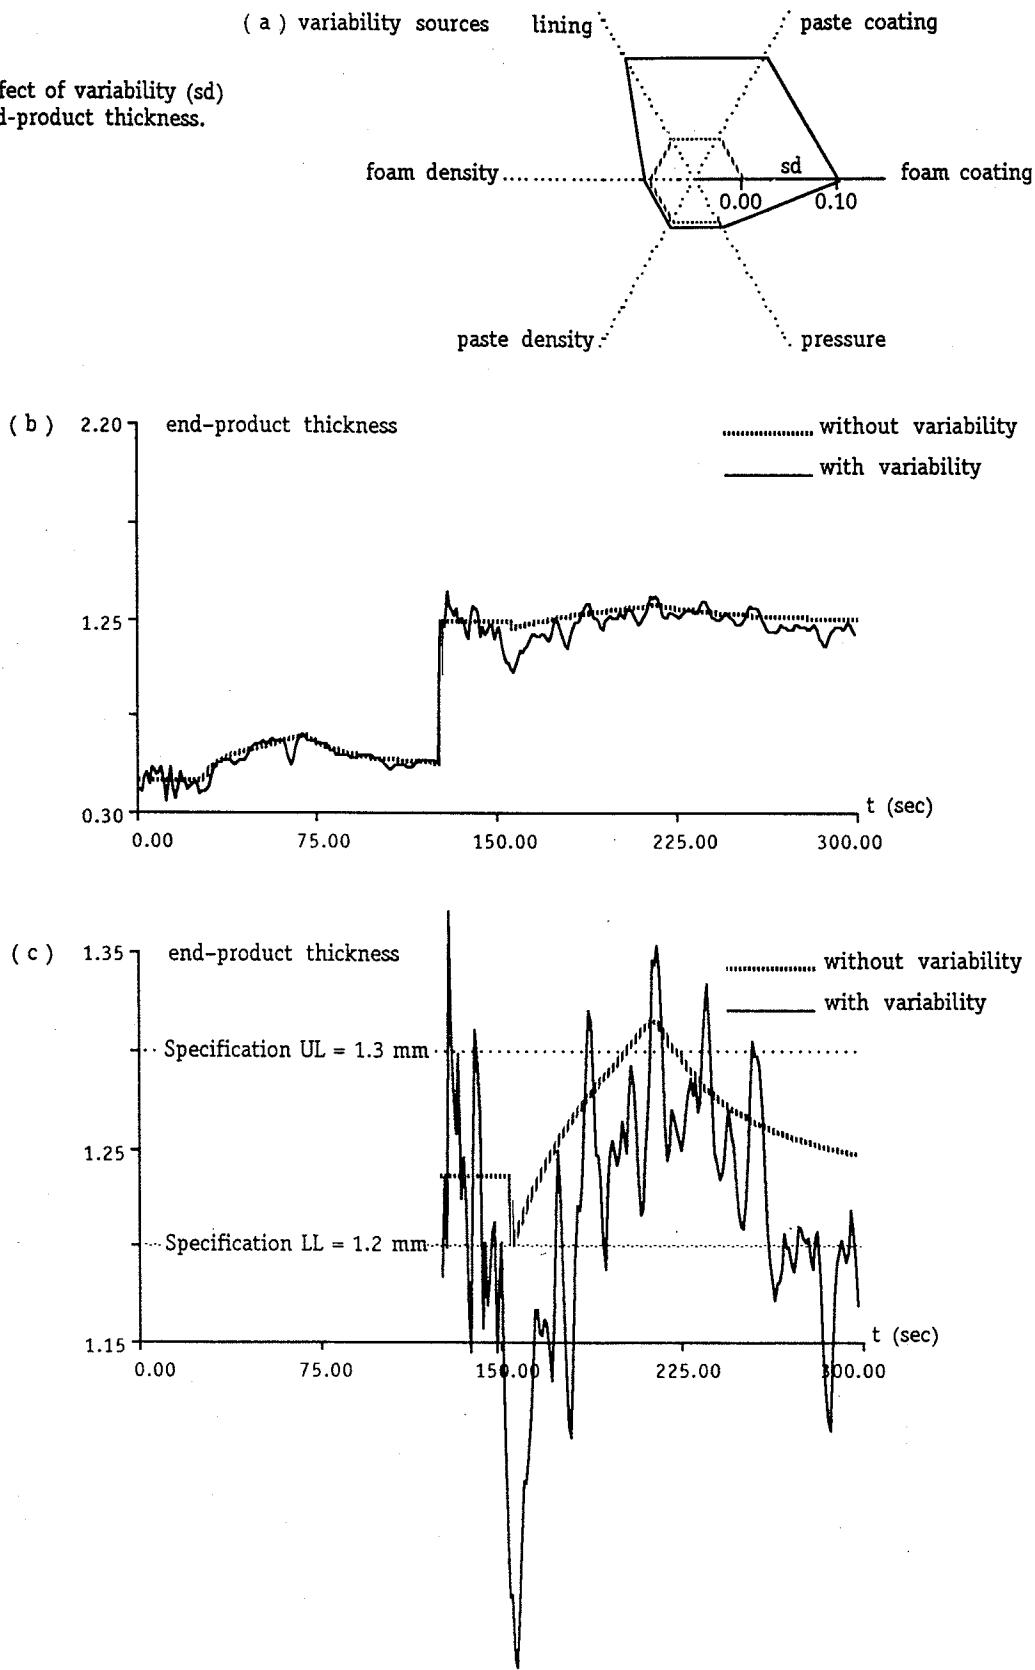 ( a ) variability sources
lining
paste coating
fect of variability (sd)
d-product thickness.
foam density
sd
foam coating
0.00
0.10
paste density
pressure
( b )
2.20
end-product thickness
without variability
with variability
1.25
0.30
t (sec)
0.00
75.00
150.00
225.00
300.00
( c )
1.35
end-product thickness
without variability
with variability
Specification UL = 1.3 mm
1.25
Specification LL = 1.2 mm
1.15
t (sec)
0.00
75.00
150.00
225.00
300.00